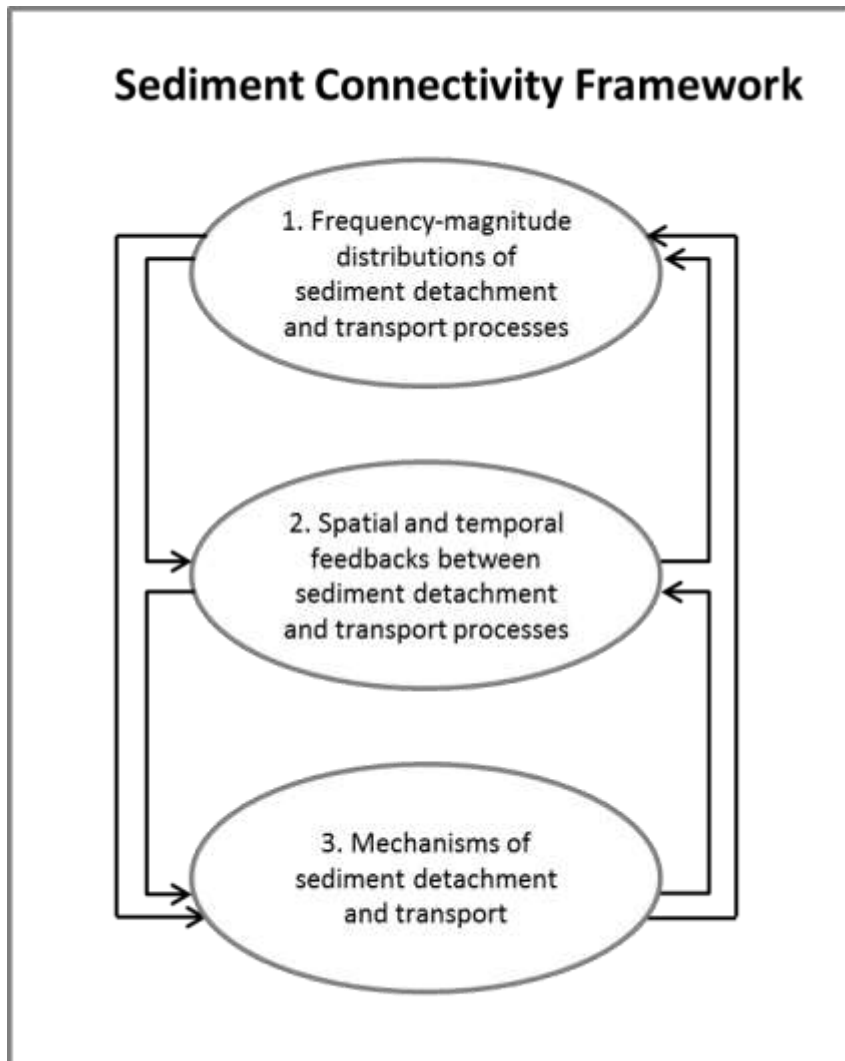 Sediment Connectivity Framework
1. Frequency-magnitude
distributions of
sediment detachment
and transport processes
2. Spatial and temporal
feedbacks between
sediment detachment
and transport processes
3. Mechanisms of
sediment detachment
and transport